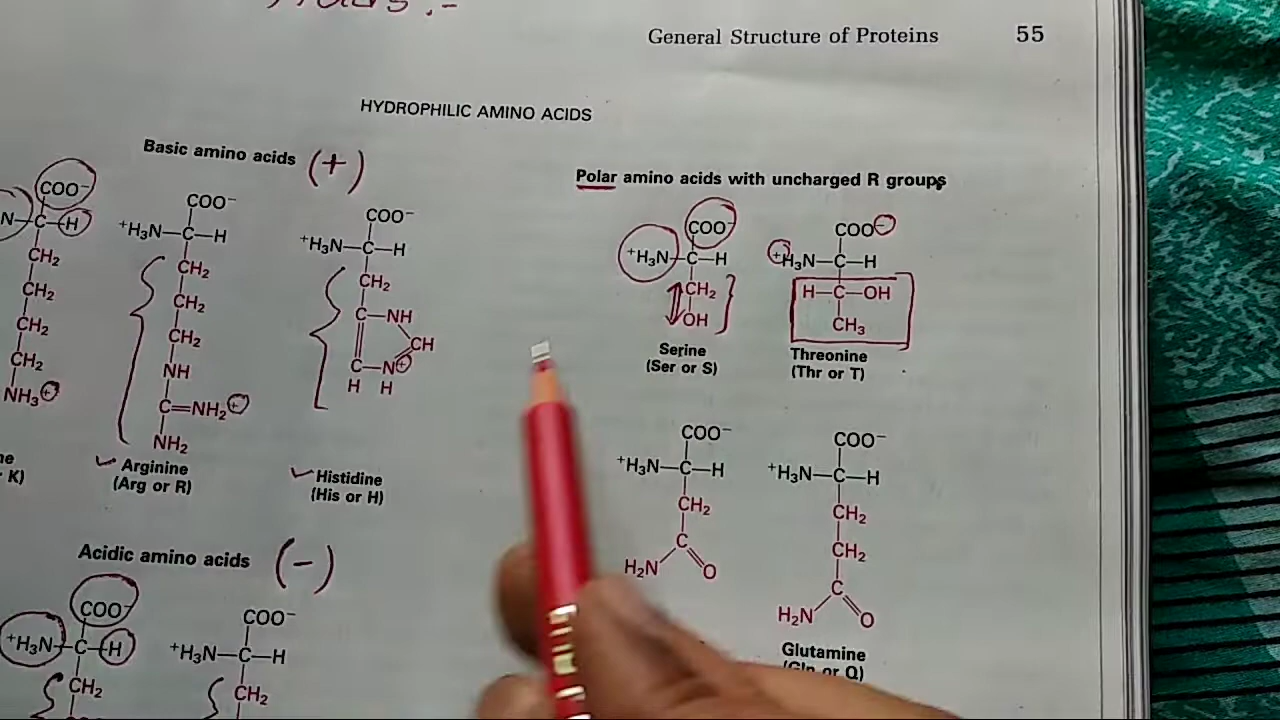 General Structure of Proteins 55
HYDROPHILIC AMINO ACIDS
Basic amino acids (+)
COO⁻
N—C—H
CH₂
CH₂
CH₂
CH₂
NH₃⊕
K)
COO⁻
⁺H₃N—C—H
CH₂
CH₂
CH₂
NH
C=NH₂⊕
NH₂
Arginine
(Arg or R)
COO⁻
⁺H₃N—C—H
CH₂
C—NH
CH
C—N⊕
H H
Histidine
(His or H)
Polar amino acids with uncharged R groups
COO⁻
⁺H₃N—C—H
CH₂
OH
Serine
(Ser or S)
COO⁻
⁺H₃N—C—H
H—C—OH
CH₃
Threonine
(Thr or T)
COO⁻
⁺H₃N—C—H
CH₂
C
H₂N O
COO⁻
⁺H₃N—C—H
CH₂
CH₂
C
H₂N O
Glutamine
(Gln or Q)
Acidic amino acids (-)
COO⁻
⁺H₃N—C—H
CH₂
COO⁻
⁺H₃N—C—H
CH₂